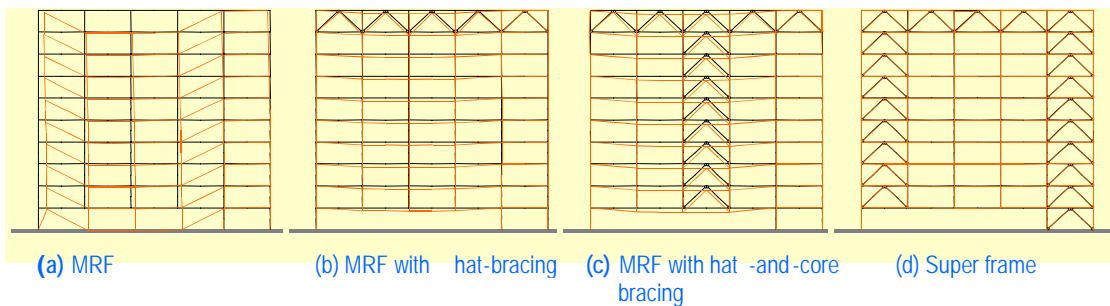 (a) MRF
(b) MRF with hat-bracing
(c) MRF with hat -and -core
bracing
(d) Super frame